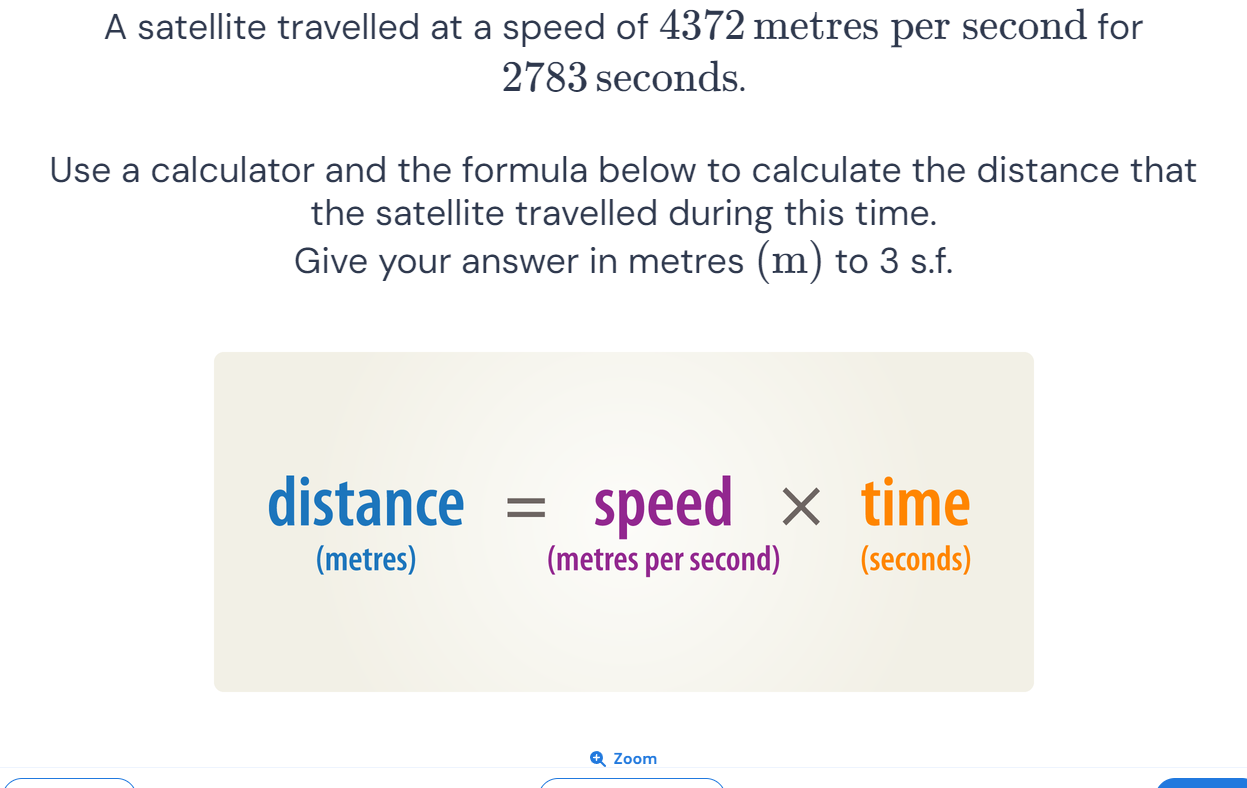 A satellite travelled at a speed of 4372 metres per second for
2783 seconds.
Use a calculator and the formula below to calculate the distance that
the satellite travelled during this time.
Give your answer in metres (m) to 3 s.f.
distance = speed × time
(metres) (metres per second) (seconds)
Zoom